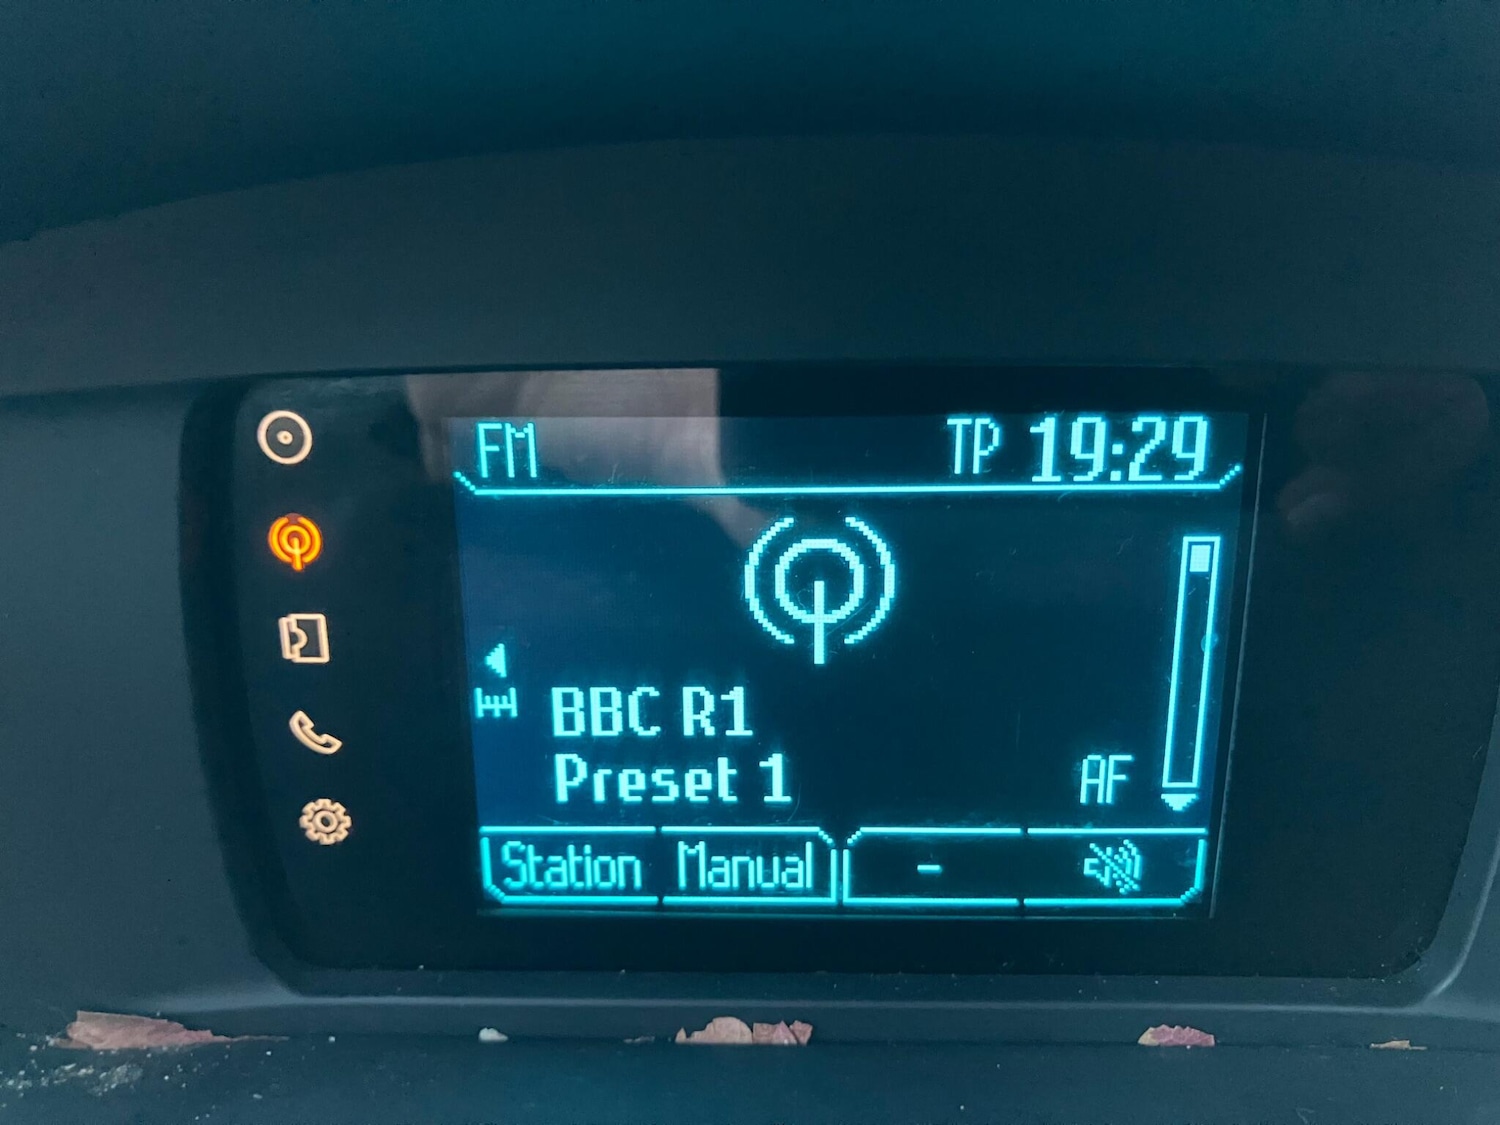 FM TP 19:29
BBC R1
Preset 1 AF
Station Manual -